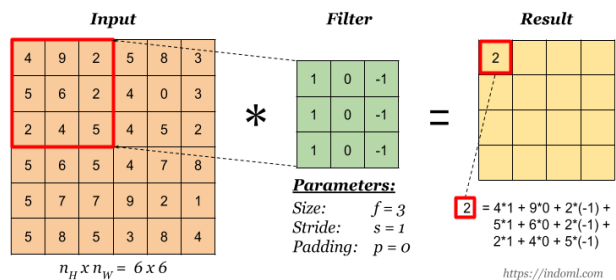 Input
Filter
Result
4 9 2 5 8 3
5 6 2 4 0 3
2 4 5 4 5 2
5 6 5 4 7 8
5 7 7 9 2 1
5 8 5 3 8 4
n_H x n_W = 6 x 6
*
1 0 -1
1 0 -1
1 0 -1
Parameters:
Size: f = 3
Stride: s = 1
Padding: p = 0
=
2
2 = 4*1 + 9*0 + 2*(-1) +
5*1 + 6*0 + 2*(-1) +
2*1 + 4*0 + 5*(-1)
https://indoml.com